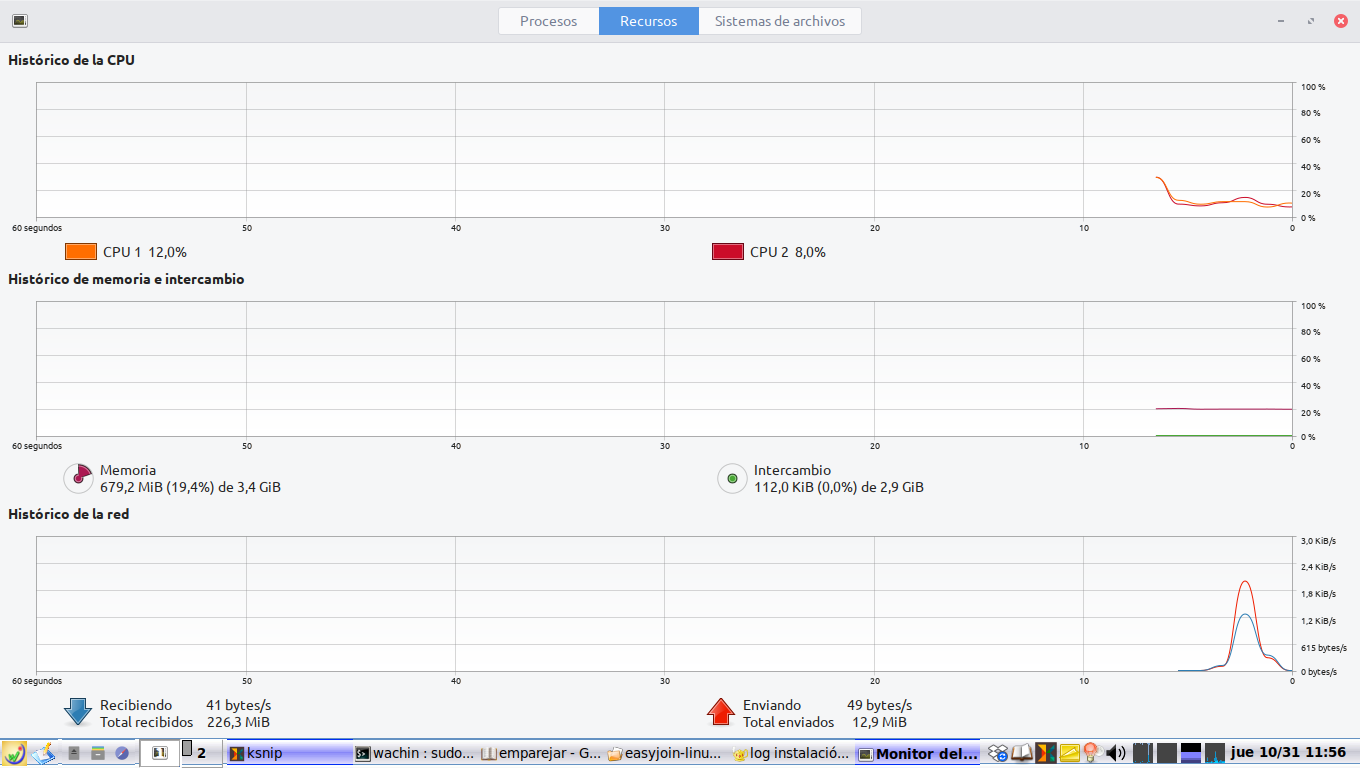 Procesos Recursos Sistemas de archivos
Histórico de la CPU
100 %
80 %
60 %
40 %
20 %
0 %
60 segundos 50 40 30 20 10 0
CPU 1 12,0% CPU 2 8,0%
Histórico de memoria e intercambio
100 %
80 %
60 %
40 %
20 %
0 %
60 segundos 50 40 30 20 10 0
Memoria Intercambio
679,2 MiB (19,4%) de 3,4 GiB 112,0 KiB (0,0%) de 2,9 GiB
Histórico de la red
3,0 KiB/s
2,4 KiB/s
1,8 KiB/s
1,2 KiB/s
615 bytes/s
0 bytes/s
60 segundos 50 40 30 20 10 0
Recibiendo 41 bytes/s Enviando 49 bytes/s
Total recibidos 226,3 MiB Total enviados 12,9 MiB
2 ksnip wachin : sudo... emparejar - G... easyjoin-linu... log instalació... Monitor del... jue 10/31 11:56